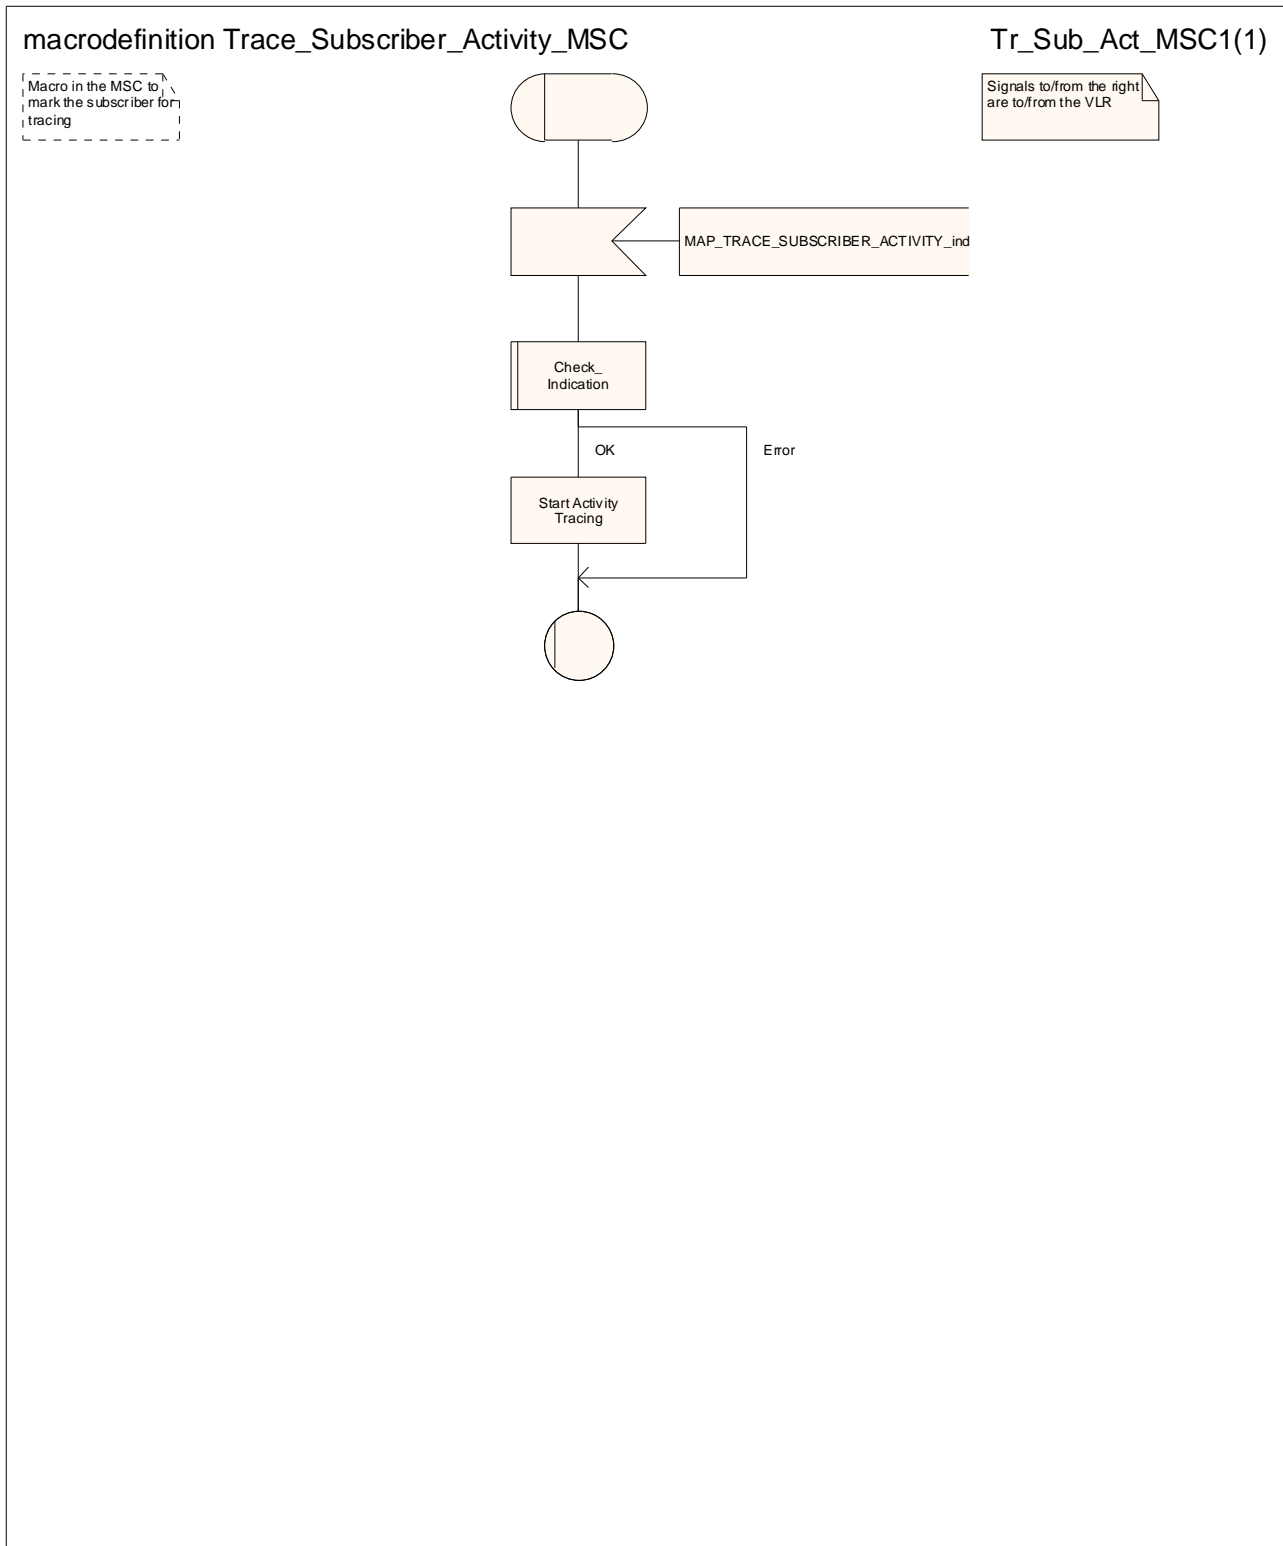 macrodefinition Trace_Subscriber_Activity_MSC
Tr_Sub_Act_MSC1(1)
Macro in the MSC to
mark the subscriber for
tracing
Signals to/from the right
are to/from the VLR
MAP_TRACE_SUBSCRIBER_ACTIVITY_ind
Check_
Indication
OK
Error
Start Activity
Tracing